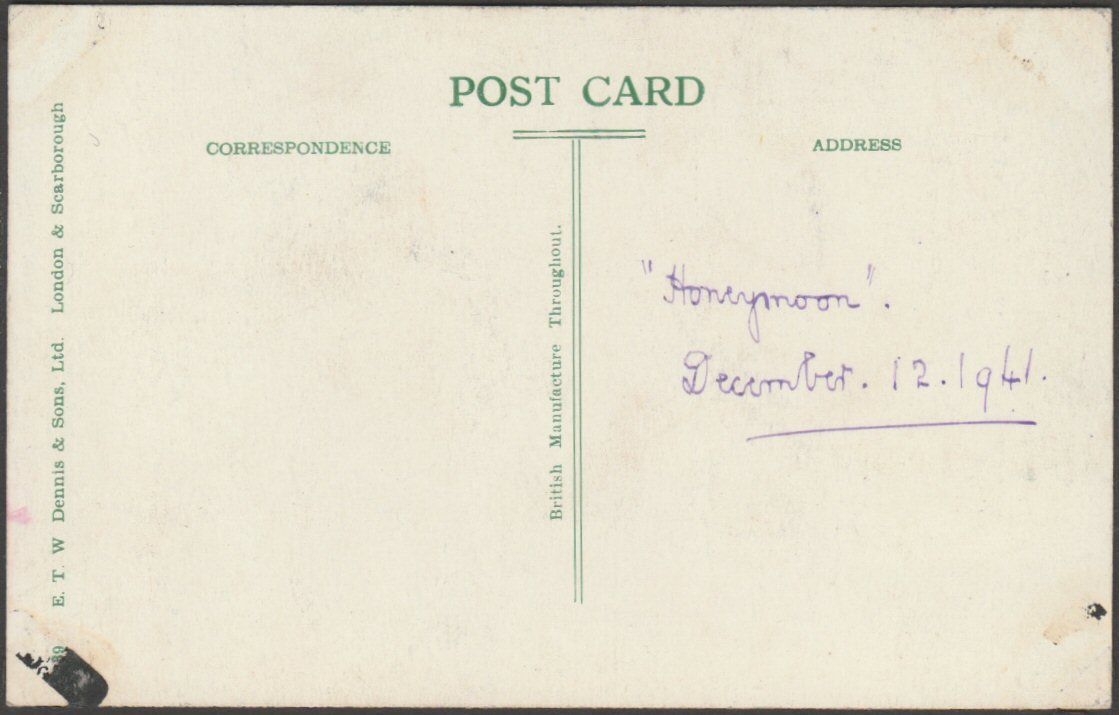 POST CARD
CORRESPONDENCE
ADDRESS
E. T. W Dennis & Sons, Ltd. London & Scarborough
British Manufacture Throughout.
"Honeymoon".
December. 12. 1941.